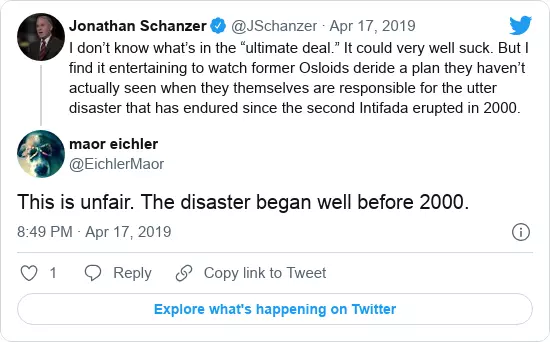 Jonathan Schanzer @JSchanzer · Apr 17, 2019
I don’t know what’s in the “ultimate deal.” It could very well suck. But I
find it entertaining to watch former Osloids deride a plan they haven’t
actually seen when they themselves are responsible for the utter
disaster that has endured since the second Intifada erupted in 2000.
maor eichler
@EichlerMaor
This is unfair. The disaster began well before 2000.
8:49 PM · Apr 17, 2019
1 Reply Copy link to Tweet
Explore what's happening on Twitter